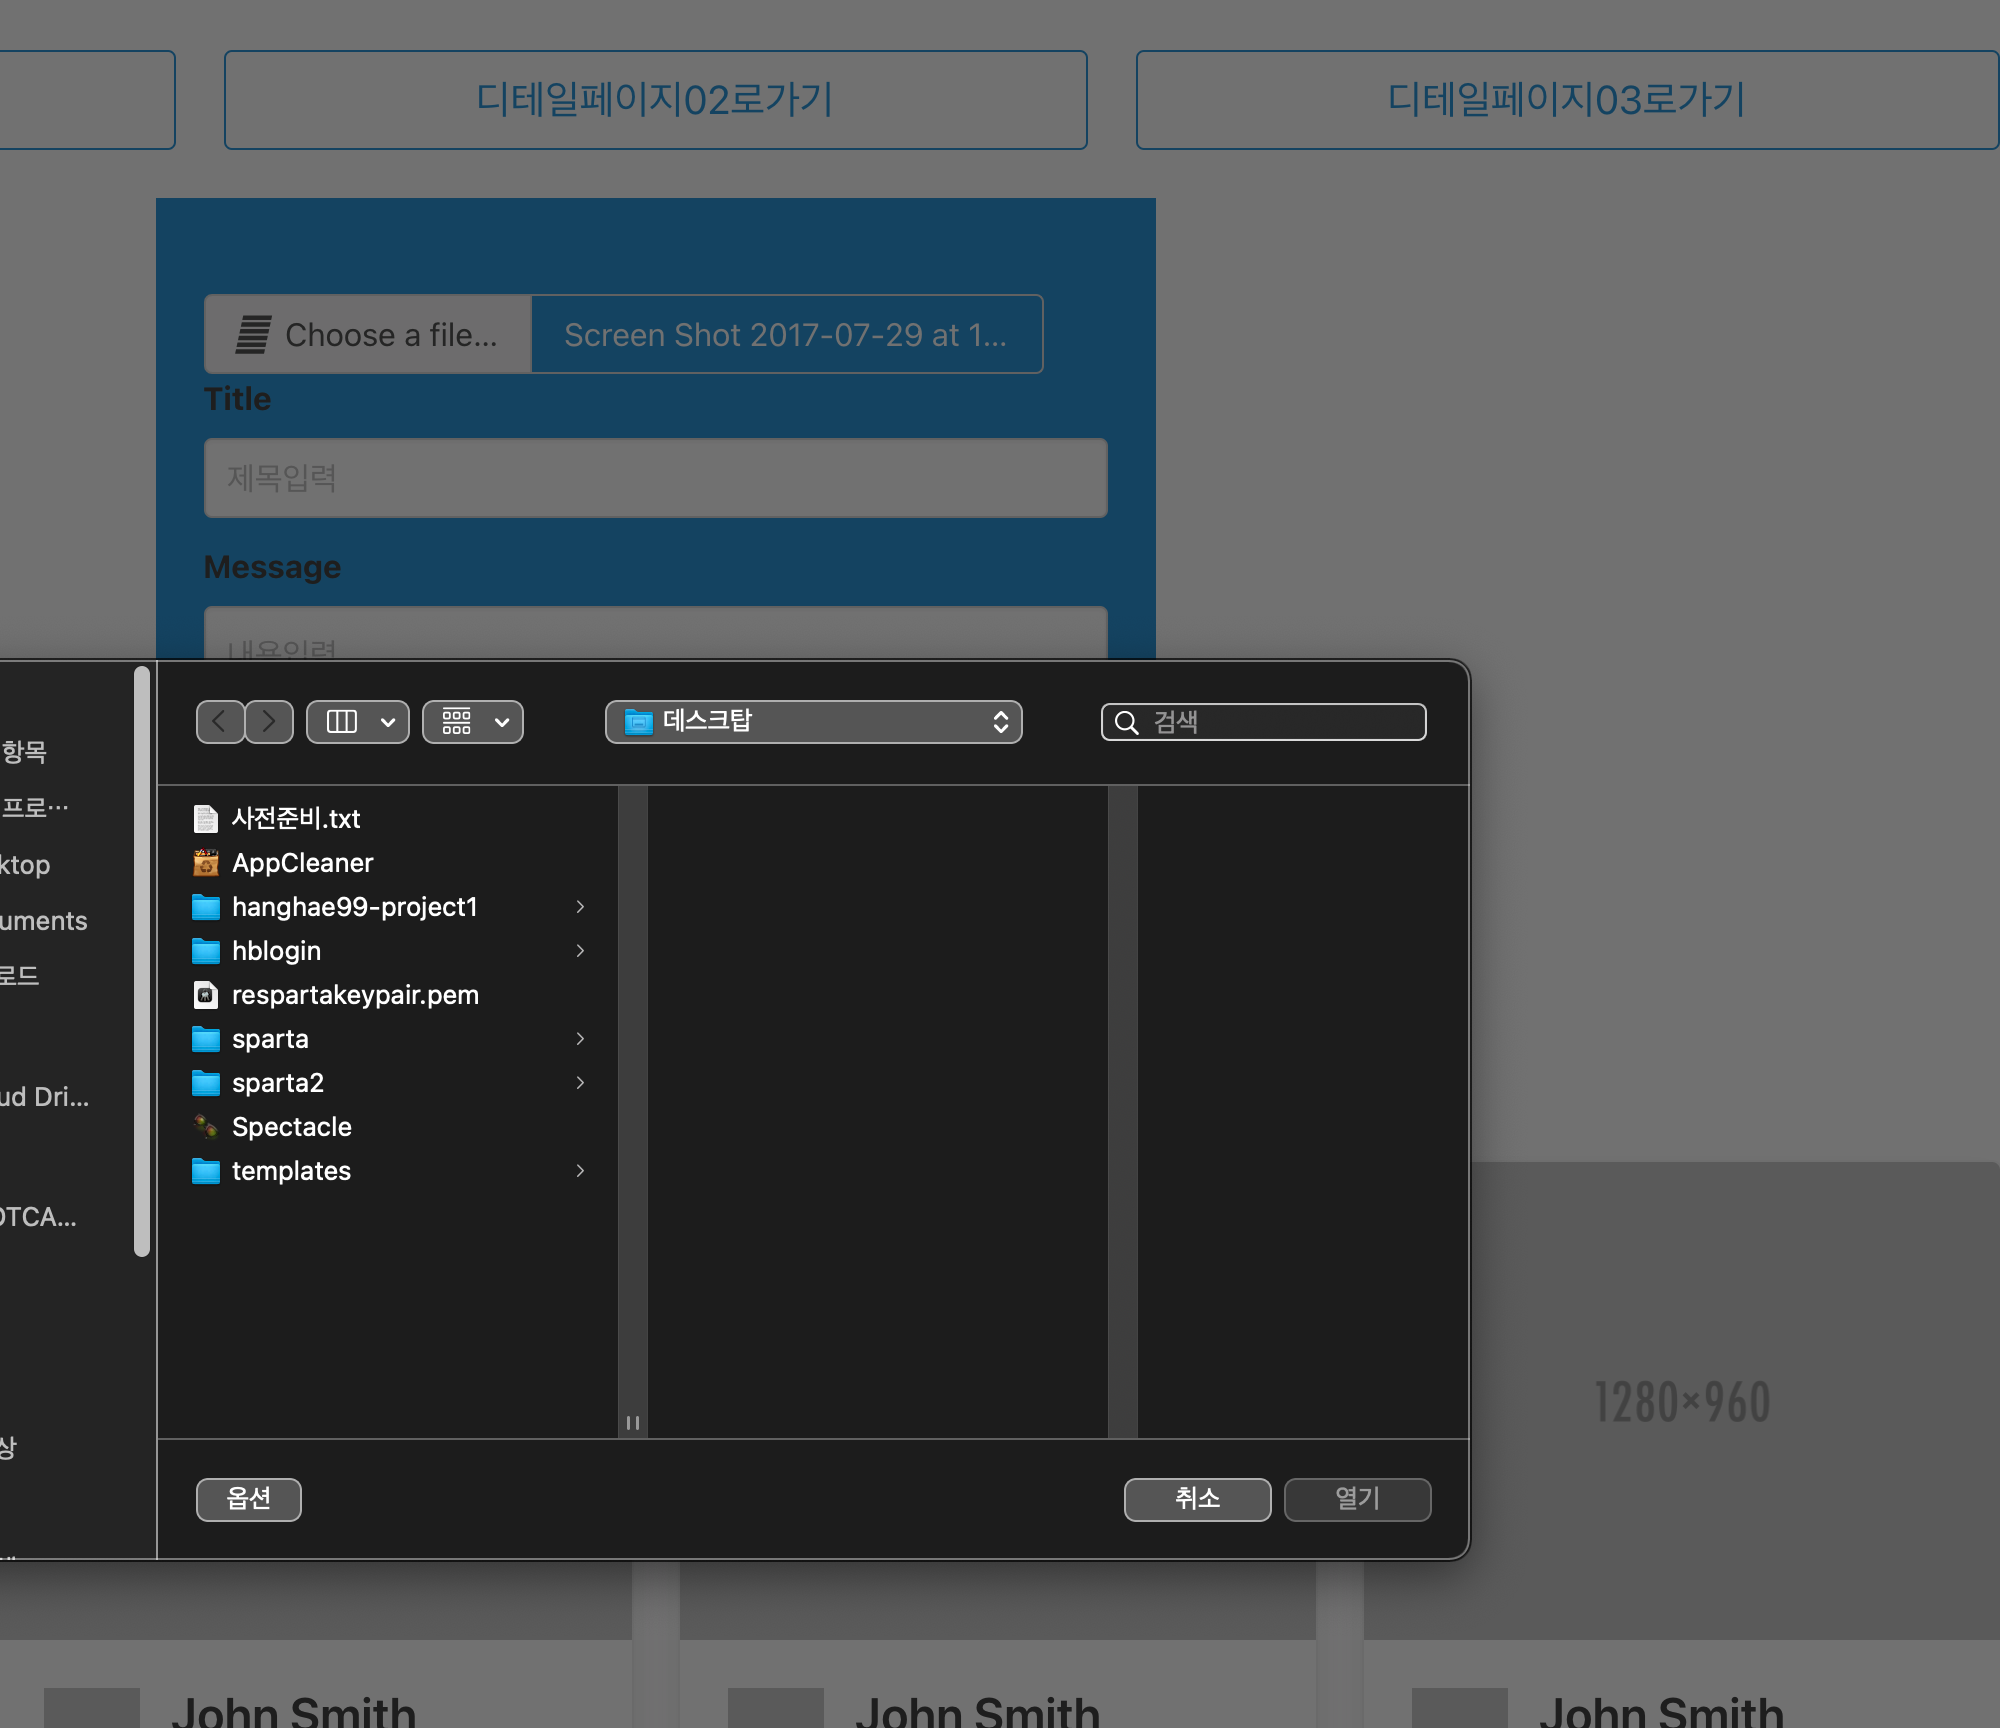 디테일페이지02로가기
디테일페이지03로가기
Choose a file...
Screen Shot 2017-07-29 at 1...
Title
제목입력
Message
내용입력
데스크탑
검색
항목
프로…
ktop
uments
로드
ud Dri...
OTCA...
상
사전준비.txt
AppCleaner
hanghae99-project1
hblogin
respartakeypair.pem
sparta
sparta2
Spectacle
templates
옵션
취소
열기
1280×960
John Smith
John Smith
John Smith